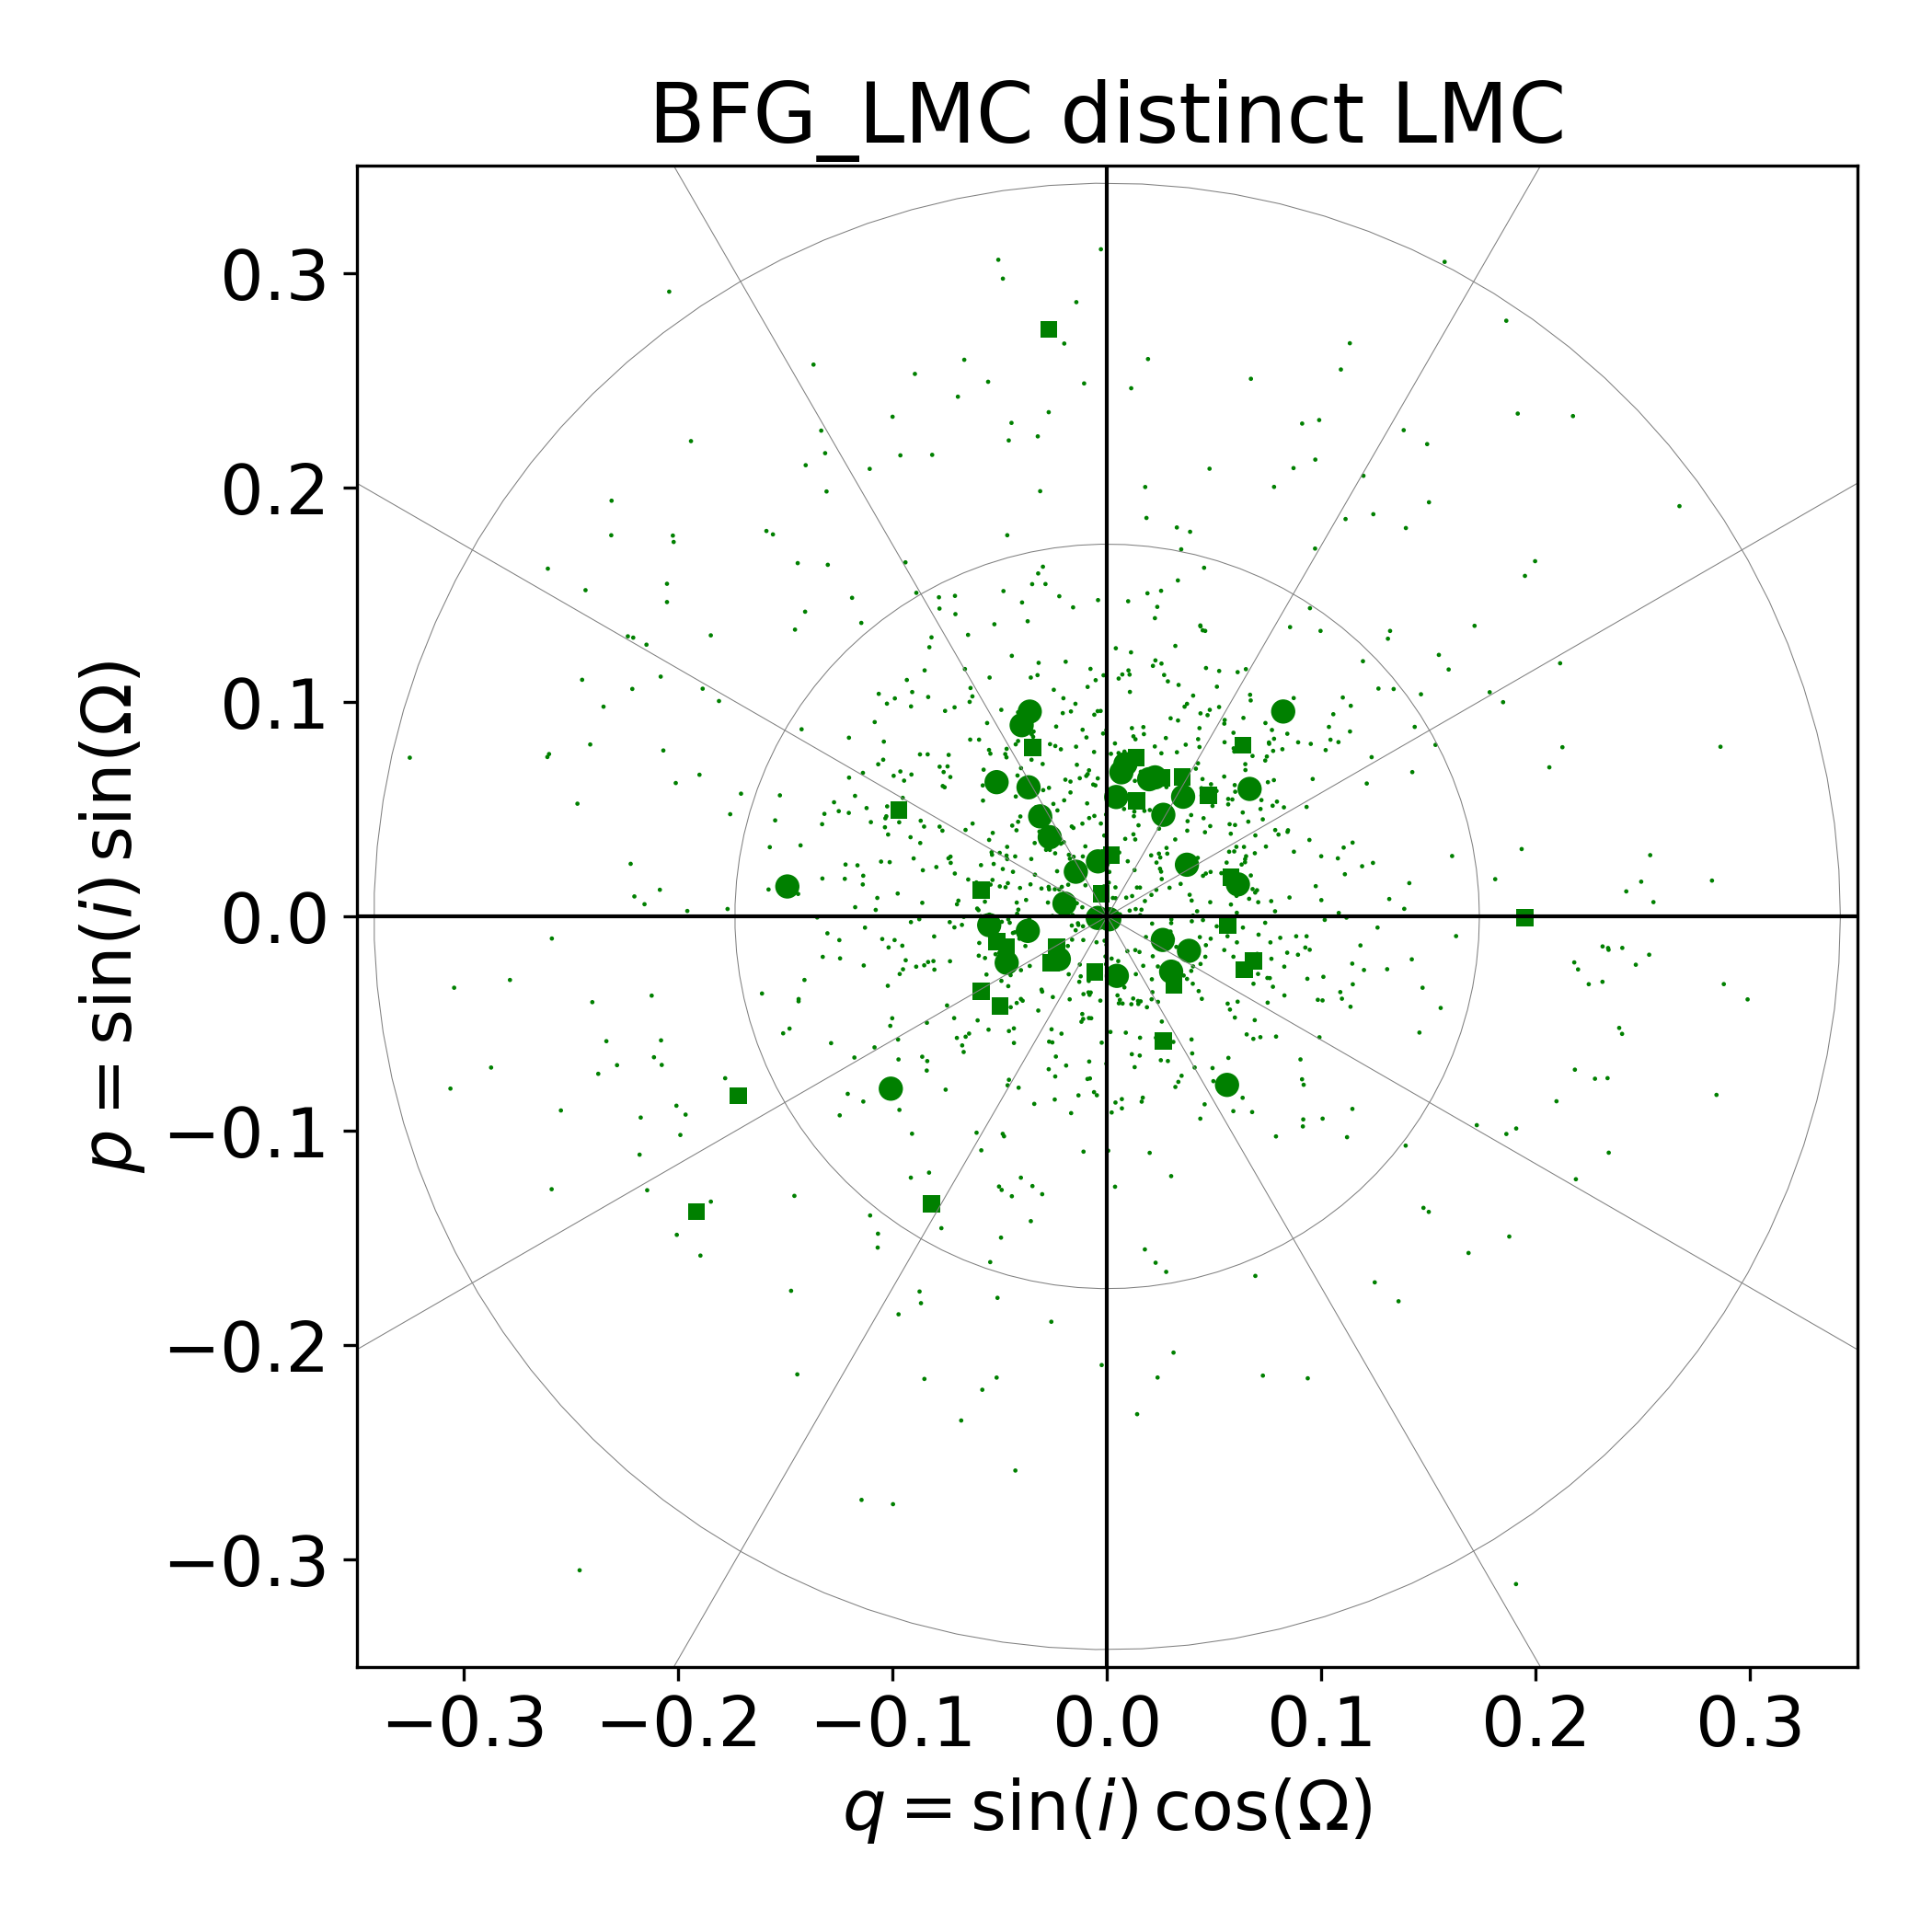 BFG_LMC distinct LMC
0.3
0.2
0.1
0.0
−0.1
−0.2
−0.3
p = sin(i) sin(Ω)
−0.3 −0.2 −0.1 0.0 0.1 0.2 0.3
q = sin(i) cos(Ω)